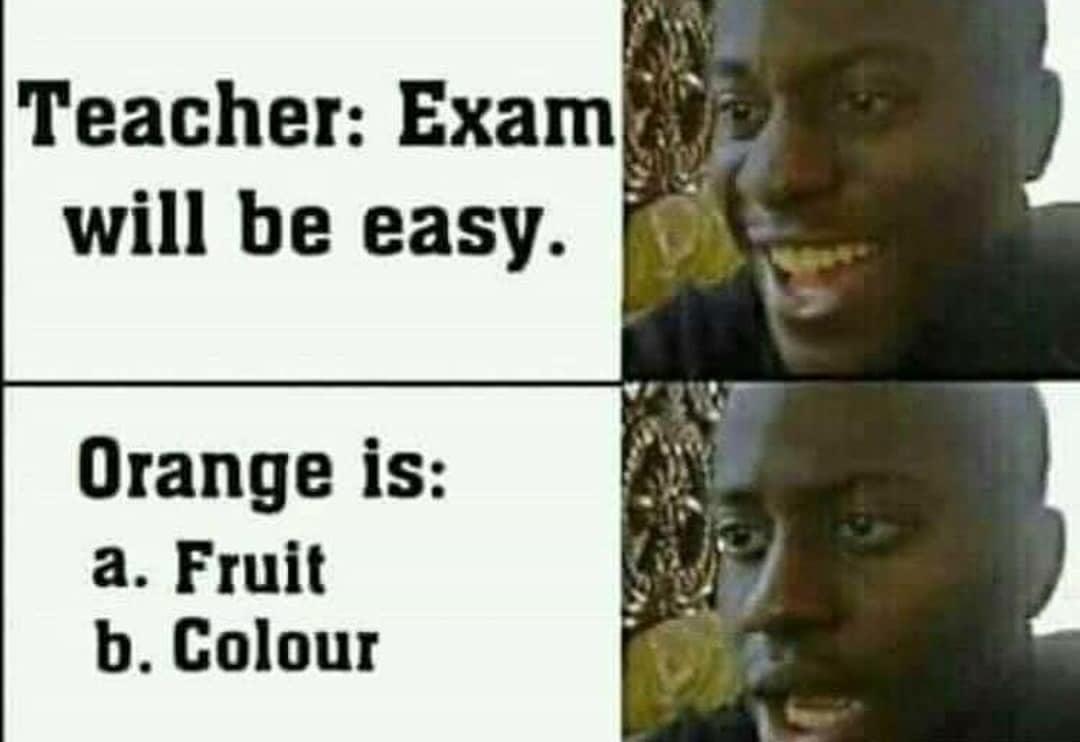 Teacher: Exam
will be easy.
Orange is:
a. Fruit
b. Colour